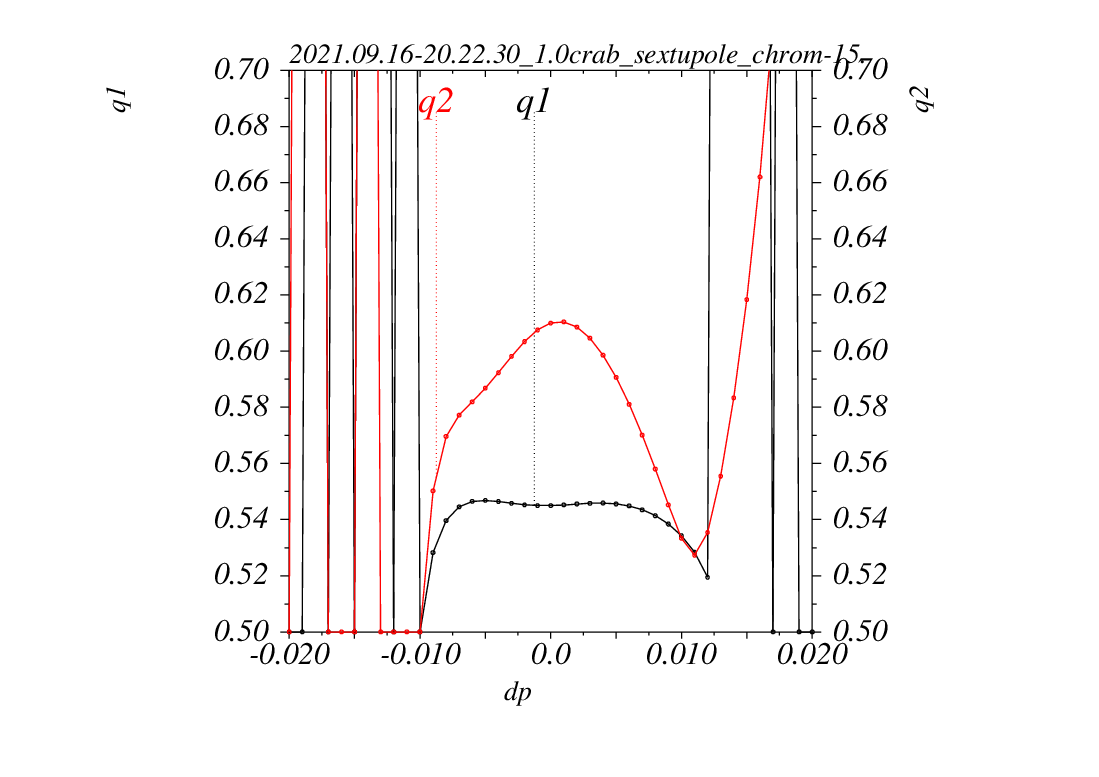 2021.09.16-20.22.30_1.0crab_sextupole_chrom-15.
q1
q2
q2 q1
0.70 0.70
0.68 0.68
0.66 0.66
0.64 0.64
0.62 0.62
0.60 0.60
0.58 0.58
0.56 0.56
0.54 0.54
0.52 0.52
0.50 0.50
-0.020 -0.010 0.0 0.010 0.020
dp